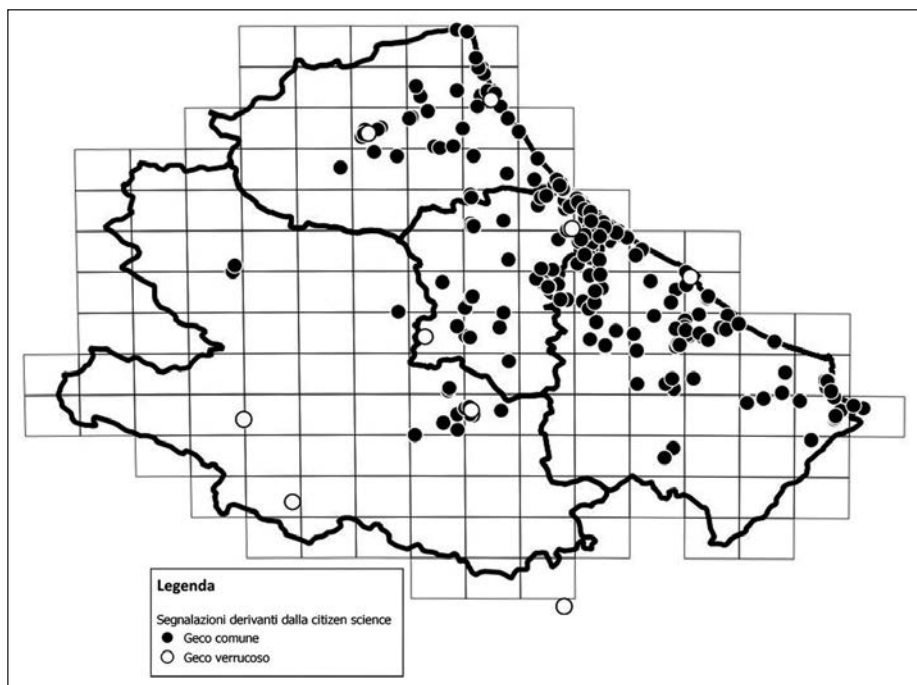 Legenda
Segnalazioni derivanti dalla citizen science
Geco comune
Geco verrucoso